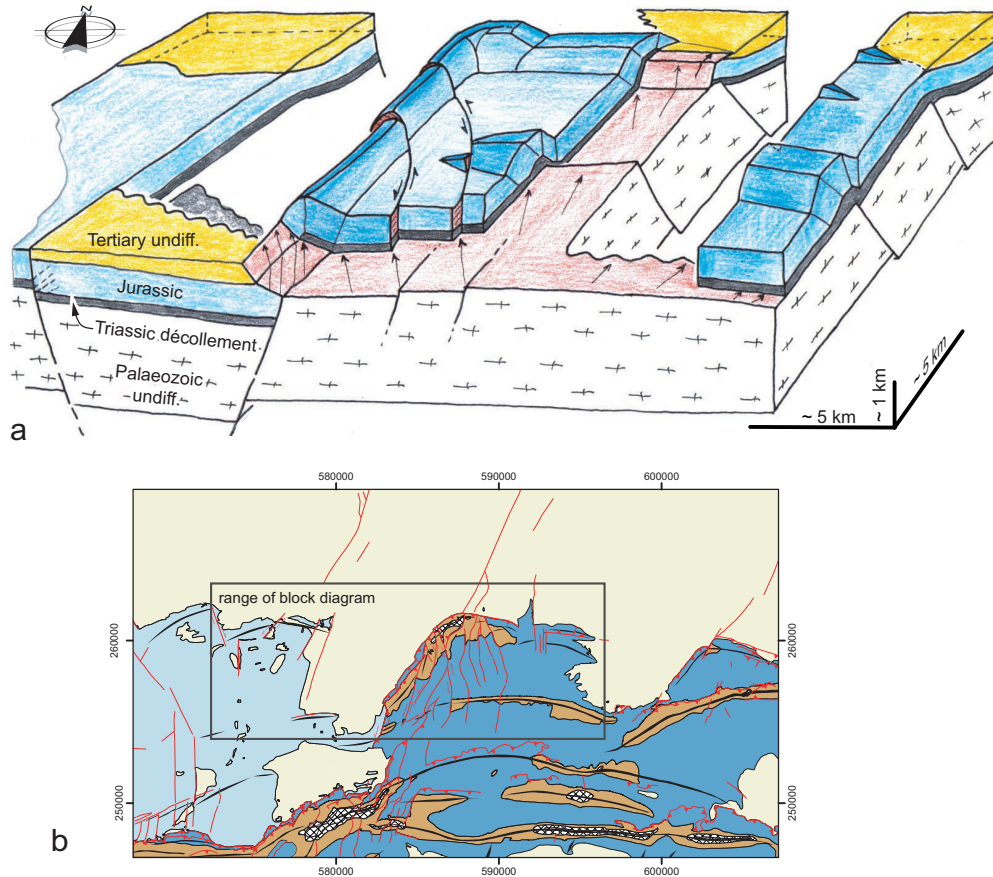 N
Tertiary undiff.
Jurassic
Triassic décollement
Palaeozoic
undiff.
~ 5 km
~ 1 km
~ 5 km
a
580000
590000
600000
range of block diagram
260000
260000
250000
250000
b
580000
590000
600000